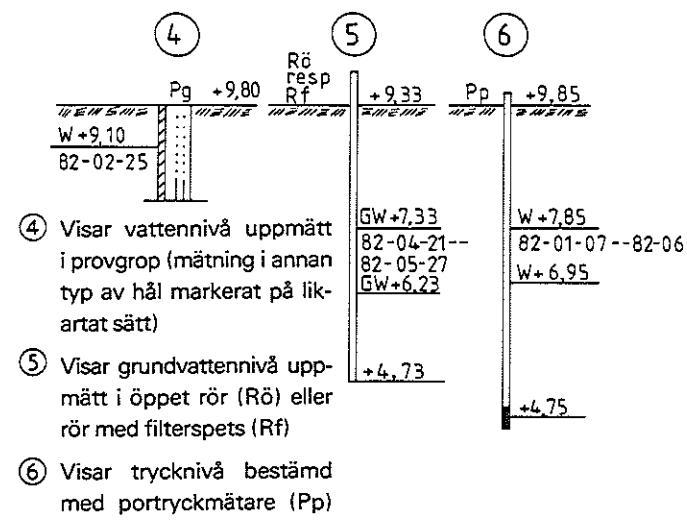 4
5
6
Pg +9,80
Rö
resp
Rf
+9,33
Pp
+9,85
W +9,10
82-02-25
GW +7,33
82-04-21--
82-05-27
GW+6,23
+4,73
W +7,85
82-01-07--82-06
W+6,95
+4,75
4 Visar vattennivå uppmätt
i provgrop (mätning i annan
typ av hål markerat på lik-
artat sätt)
5 Visar grundvattennivå upp-
mätt i öppet rör (Rö) eller
rör med filterspets (Rf)
6 Visar trycknivå bestämd
med portryckmätare (Pp)